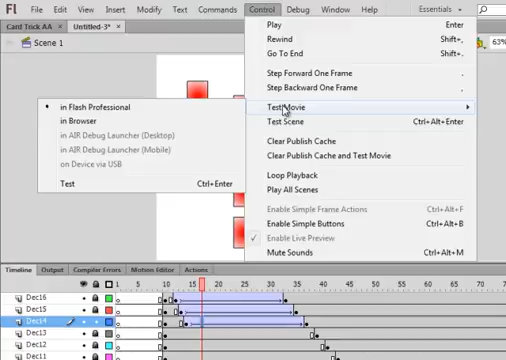 Fl File Edit View Insert Modify Text Commands Control Debug Window Help Essentials
Card Trick AA × Untitled-3* ×
Scene 1 63%
Play Enter
Rewind Shift+,
Go To End Shift+.
Step Forward One Frame .
Step Backward One Frame ,
Test Movie
Test Scene Ctrl+Alt+Enter
Clear Publish Cache
Clear Publish Cache and Test Movie
Loop Playback
Play All Scenes
Enable Simple Frame Actions Ctrl+Alt+F
Enable Simple Buttons Ctrl+Alt+B
Enable Live Preview
Mute Sounds Ctrl+Alt+M
in Flash Professional
in Browser
in AIR Debug Launcher (Desktop)
in AIR Debug Launcher (Mobile)
on Device via USB
Test Ctrl+Enter
Timeline Output Compiler Errors Motion Editor Actions
1 5 10 15 20 25 30 35 40 45 50 55 60 65 70 75
Dec16
Dec15
Dec14
Dec13
Dec12
Dec11